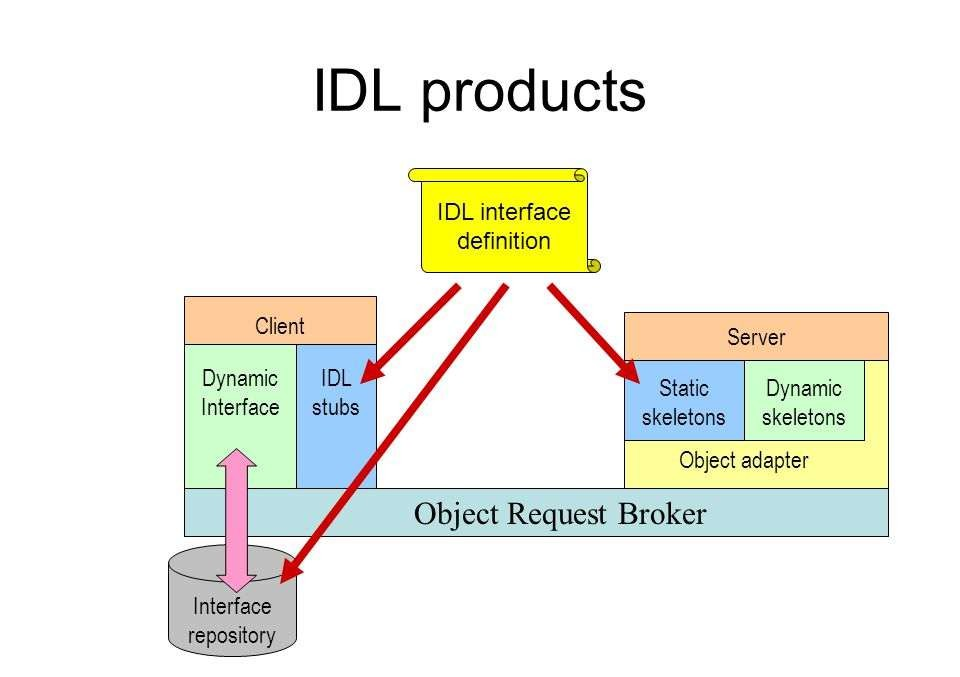 IDL products
IDL interface
definition
Client
Server
Dynamic
Interface
IDL
stubs
Static
skeletons
Dynamic
skeletons
Object adapter
Object Request Broker
Interface
repository